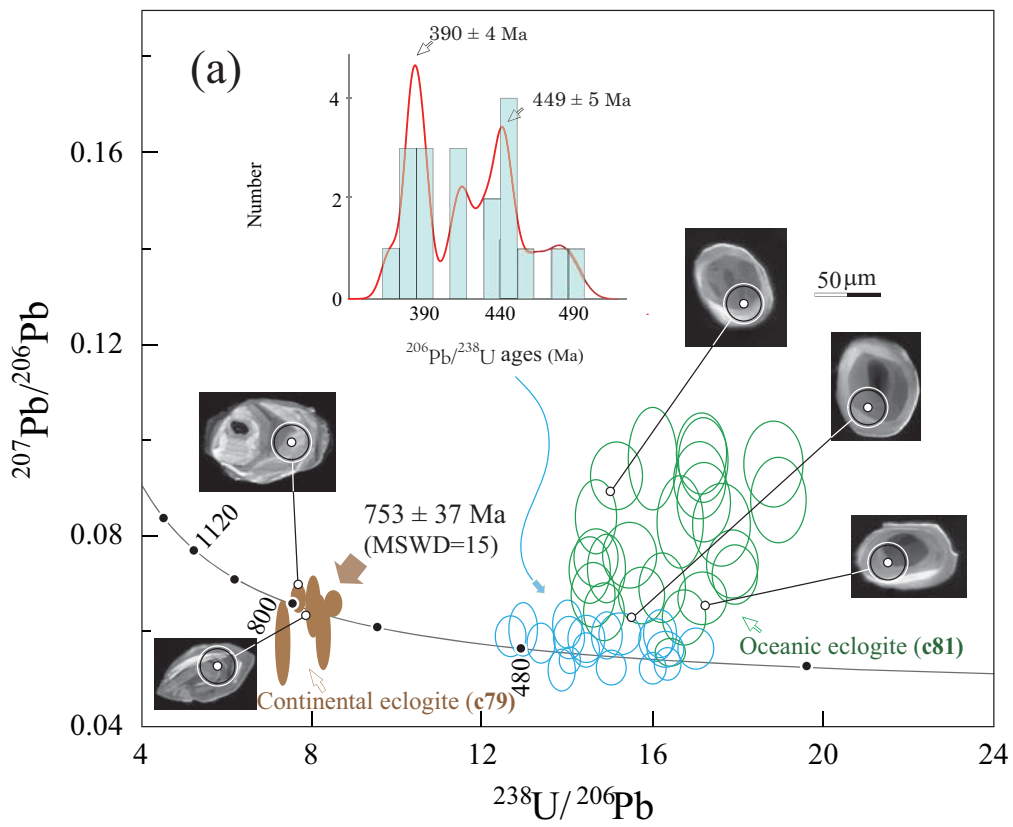 (a)
390 ± 4 Ma
449 ± 5 Ma
4
2
0
Number
390
440
490
²⁰⁶Pb/²³⁸U ages (Ma)
50µm
0.16
0.12
0.08
0.04
²⁰⁷Pb/²⁰⁶Pb
1120
800
480
753 ± 37 Ma
(MSWD=15)
Oceanic eclogite (c81)
Continental eclogite (c79)
4
8
12
16
20
24
²³⁸U/²⁰⁶Pb